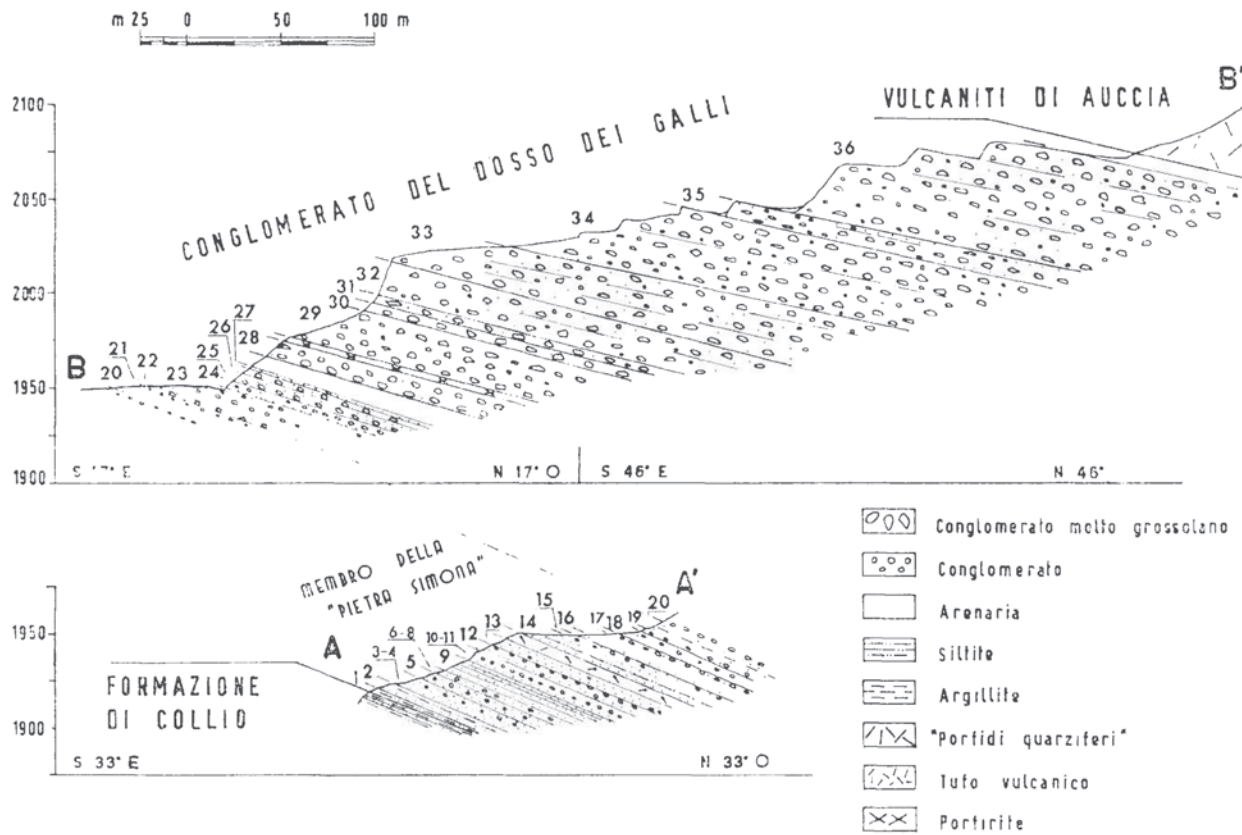 m 25 0 50 100 m
B'
VULCANITI DI AUCCIA
CONGLOMERATO DEL DOSSO DEI GALLI
2100
2050
2000
1950
1900
36
35
34
33
32
31
30
29
27
26
28
25
24
B
21
22
20
23
S 17° E
N 17° O
S 46° E
N 46°
MEMBRO DELLA
"PIETRA SIMONA"
A'
A
1950
1900
12
3-4
5
6-8
9
10-11
12
13
14
15
16
17
18
19
20
FORMAZIONE
DI COLLIO
S 33° E
N 33° O
Conglomerato molto grossolano
Conglomerato
Arenaria
Siltite
Argillite
"Porfidi quarziferi"
Tufo vulcanico
Porfirite